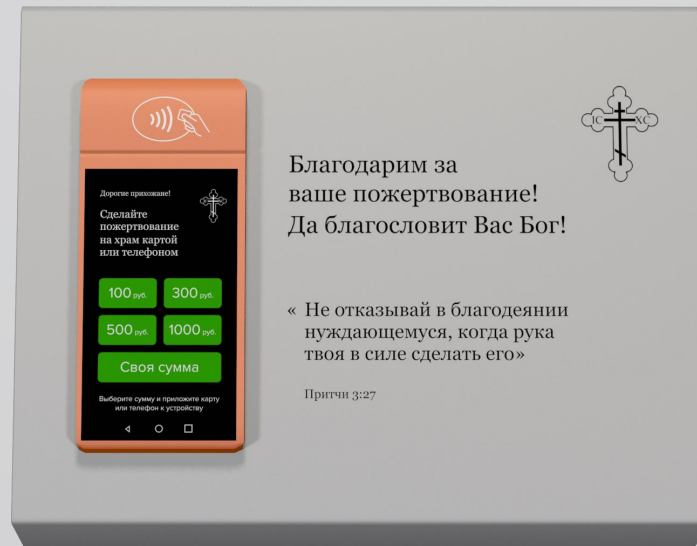 Дорогие прихожане!
Сделайте
пожертвование
на храм картой
или телефоном
100 руб.
300 руб.
500 руб.
1000 руб.
Своя сумма
Выберите сумму и приложите карту
или телефон к устройству
IC XC
Благодарим за
ваше пожертвование!
Да благословит Вас Бог!
« Не отказывай в благодеянии
нуждающемуся, когда рука
твоя в силе сделать его»
Притчи 3:27